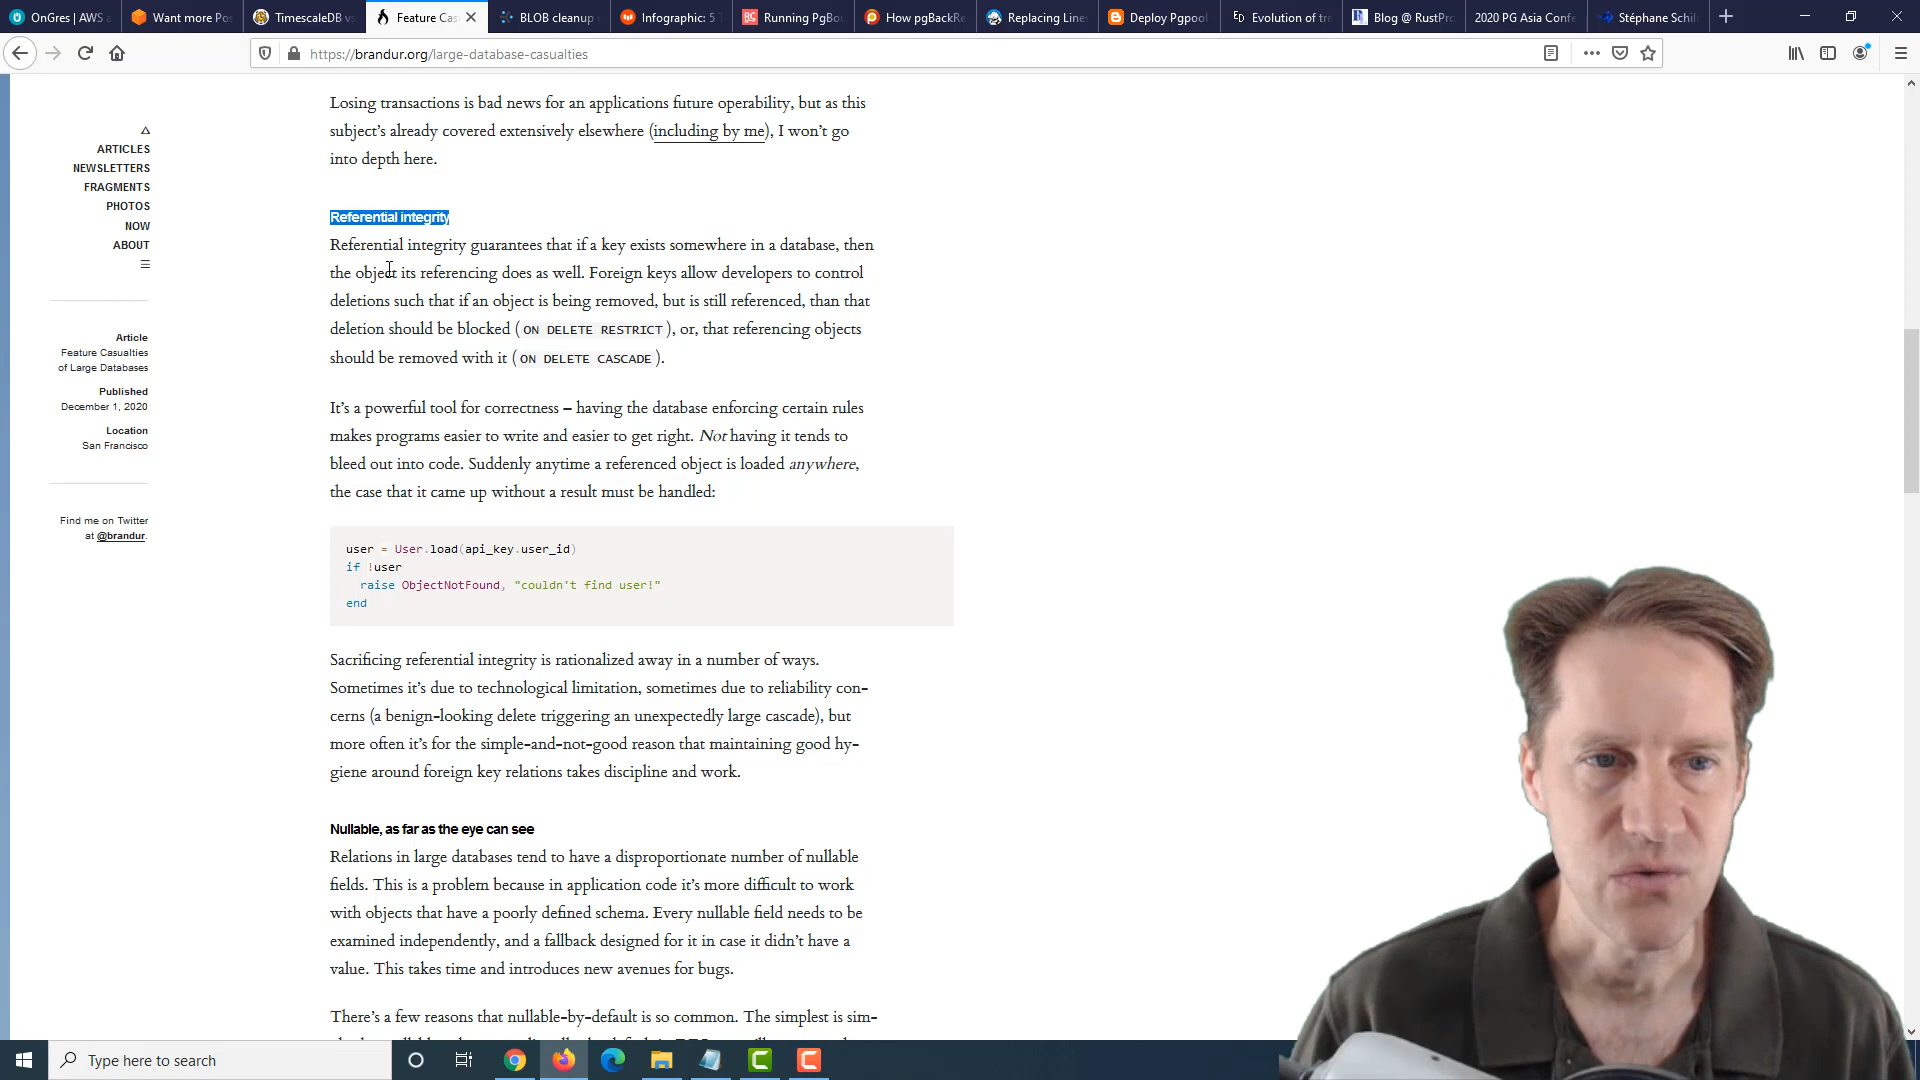 OnGres | AWS a
Want more Pos
TimescaleDB vs
Feature Cas
BLOB cleanup
Infographic: 5 T
Running PgBou
How pgBackRe
Replacing Lines
Deploy Pgpool
Evolution of tre
Blog @ RustPro
2020 PG Asia Confe
Stéphane Schil
https://brandur.org/large-database-casualties
ARTICLES
NEWSLETTERS
FRAGMENTS
PHOTOS
NOW
ABOUT
Article
Feature Casualties
of Large Databases
Published
December 1, 2020
Location
San Francisco
Find me on Twitter
at @brandur.
Losing transactions is bad news for an applications future operability, but as this
subject's already covered extensively elsewhere (including by me), I won't go
into depth here.
Referential integrity
Referential integrity guarantees that if a key exists somewhere in a database, then
the object its referencing does as well. Foreign keys allow developers to control
deletions such that if an object is being removed, but is still referenced, than that
deletion should be blocked (ON DELETE RESTRICT), or, that referencing objects
should be removed with it (ON DELETE CASCADE).
It's a powerful tool for correctness – having the database enforcing certain rules
makes programs easier to write and easier to get right. Not having it tends to
bleed out into code. Suddenly anytime a referenced object is loaded anywhere,
the case that it came up without a result must be handled:
user = User.load(api_key.user_id)
if !user
raise ObjectNotFound, "couldn't find user!"
end
Sacrificing referential integrity is rationalized away in a number of ways.
Sometimes it's due to technological limitation, sometimes due to reliability con-
cerns (a benign-looking delete triggering an unexpectedly large cascade), but
more often it's for the simple-and-not-good reason that maintaining good hy-
giene around foreign key relations takes discipline and work.
Nullable, as far as the eye can see
Relations in large databases tend to have a disproportionate number of nullable
fields. This is a problem because in application code it's more difficult to work
with objects that have a poorly defined schema. Every nullable field needs to be
examined independently, and a fallback designed for it in case it didn't have a
value. This takes time and introduces new avenues for bugs.
There's a few reasons that nullable-by-default is so common. The simplest is sim-
Type here to search